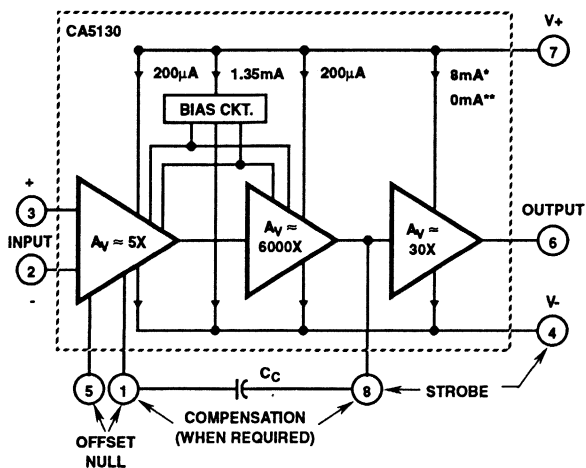 CA5130
V+
7
200μA
1.35mA
200μA
8mA*
0mA**
BIAS CKT.
+
3
INPUT
2
-
AV ≈ 5X
AV ≈
6000X
AV ≈
30X
OUTPUT
6
V-
4
5
1
CC
8
STROBE
OFFSET
NULL
COMPENSATION
(WHEN REQUIRED)